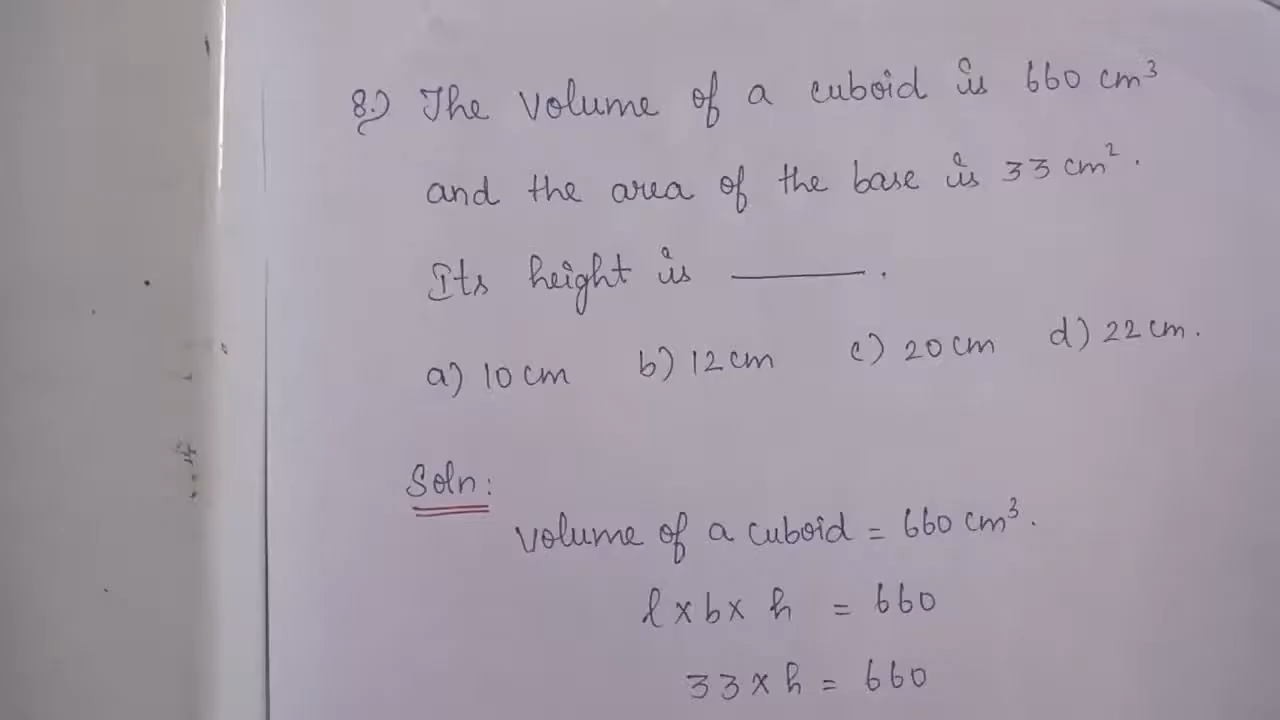 8.) The volume of a cuboid is 660 cm³
and the area of the base is 33 cm².
Its height is ______.
a) 10 cm b) 12 cm c) 20 cm d) 22 cm.
Soln:
Volume of a cuboid = 660 cm³.
l × b × h = 660
33 × h = 660